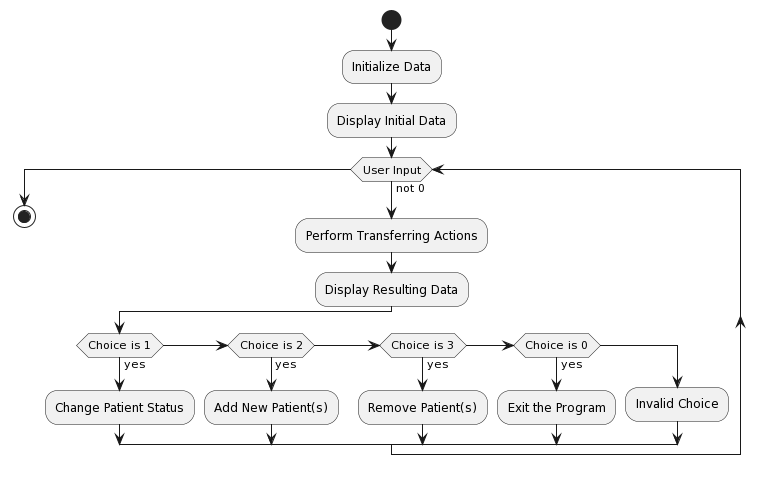 Initialize Data
Display Initial Data
User Input
not 0
Perform Transferring Actions
Display Resulting Data
Choice is 1
Choice is 2
Choice is 3
Choice is 0
yes
yes
yes
yes
Change Patient Status
Add New Patient(s)
Remove Patient(s)
Exit the Program
Invalid Choice